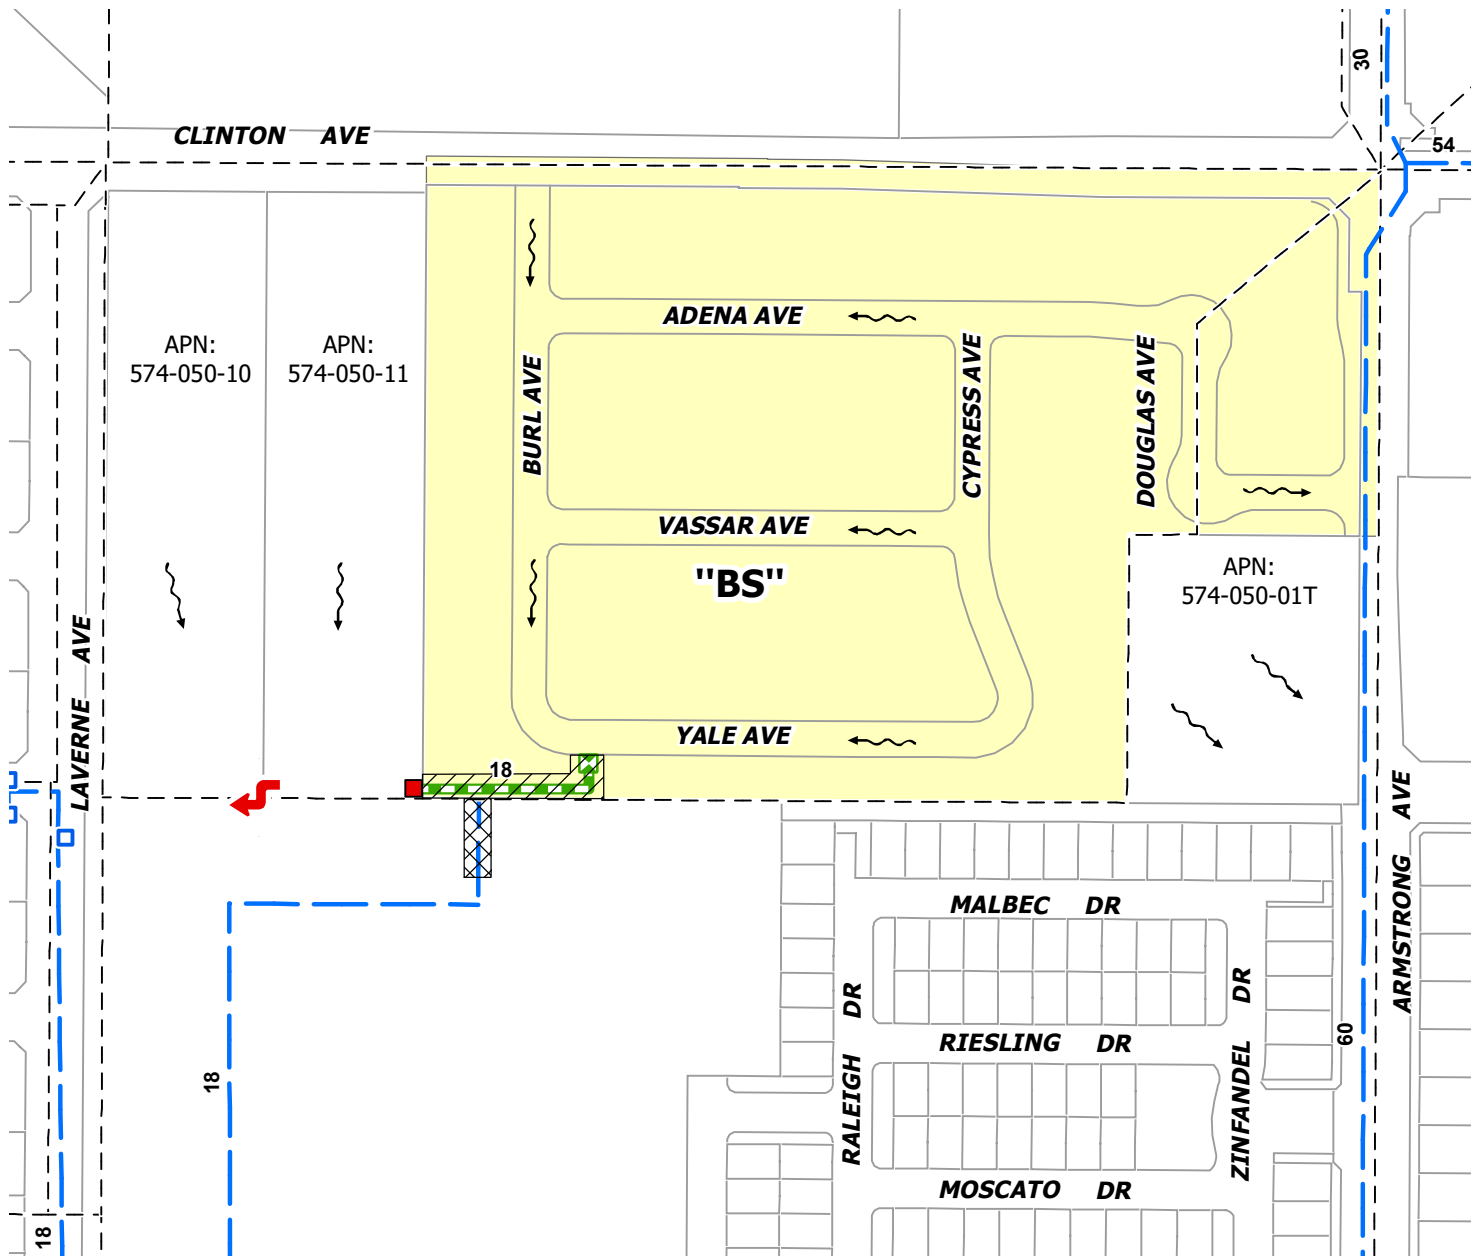 30
CLINTON AVE
54
ADENA AVE
APN:
574-050-10
APN:
574-050-11
BURL AVE
CYPRESS AVE
DOUGLAS AVE
VASSAR AVE
"BS"
APN:
574-050-01T
LAVERNE AVE
YALE AVE
18
ARMSTRONG AVE
MALBEC DR
RALEIGH DR
ZINFANDEL DR
RIESLING DR
60
18
MOSCATO DR
18